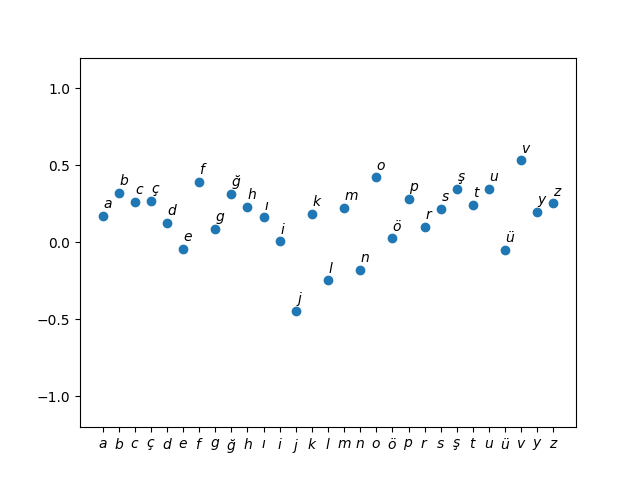 1.0
0.5
0.0
−0.5
−1.0
a b c ç d e f g ğ h ı i j k l m n o ö p r s ş t u ü v y z
a b c ç d e f g ğ h ı i j k l m n o ö p r s ş t u ü v y z